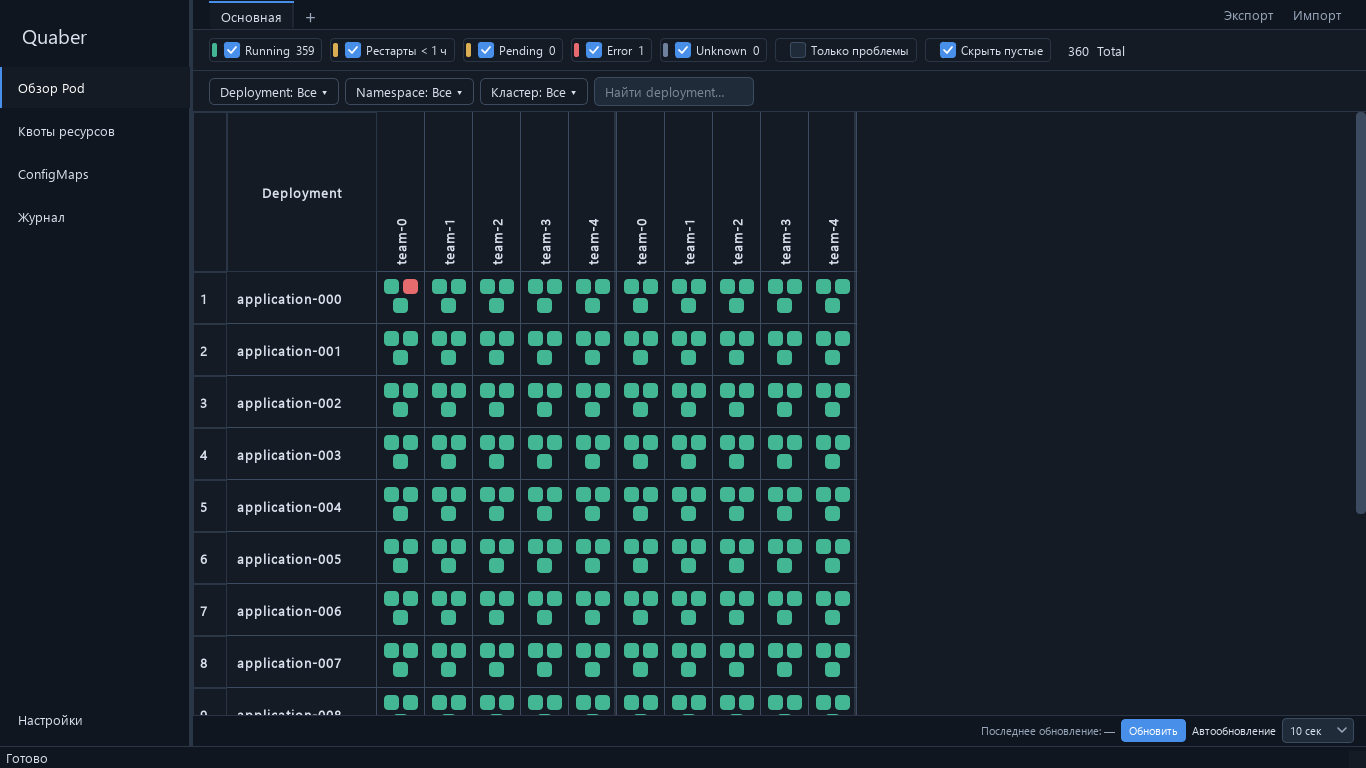 Quaber
Обзор Pod
Квоты ресурсов
ConfigMaps
Журнал
Настройки
Готово
Основная +
Экспорт Импорт
Running 359 Рестарты < 1 ч Pending 0 Error 1 Unknown 0 Только проблемы Скрыть пустые 360 Total
Deployment: Все ▾ Namespace: Все ▾ Кластер: Все ▾ Найти deployment...
Deployment team-0 team-1 team-2 team-3 team-4 team-0 team-1 team-2 team-3 team-4
1 application-000
2 application-001
3 application-002
4 application-003
5 application-004
6 application-005
7 application-006
8 application-007
9 application-008
Последнее обновление: — Обновить Автообновление 10 сек